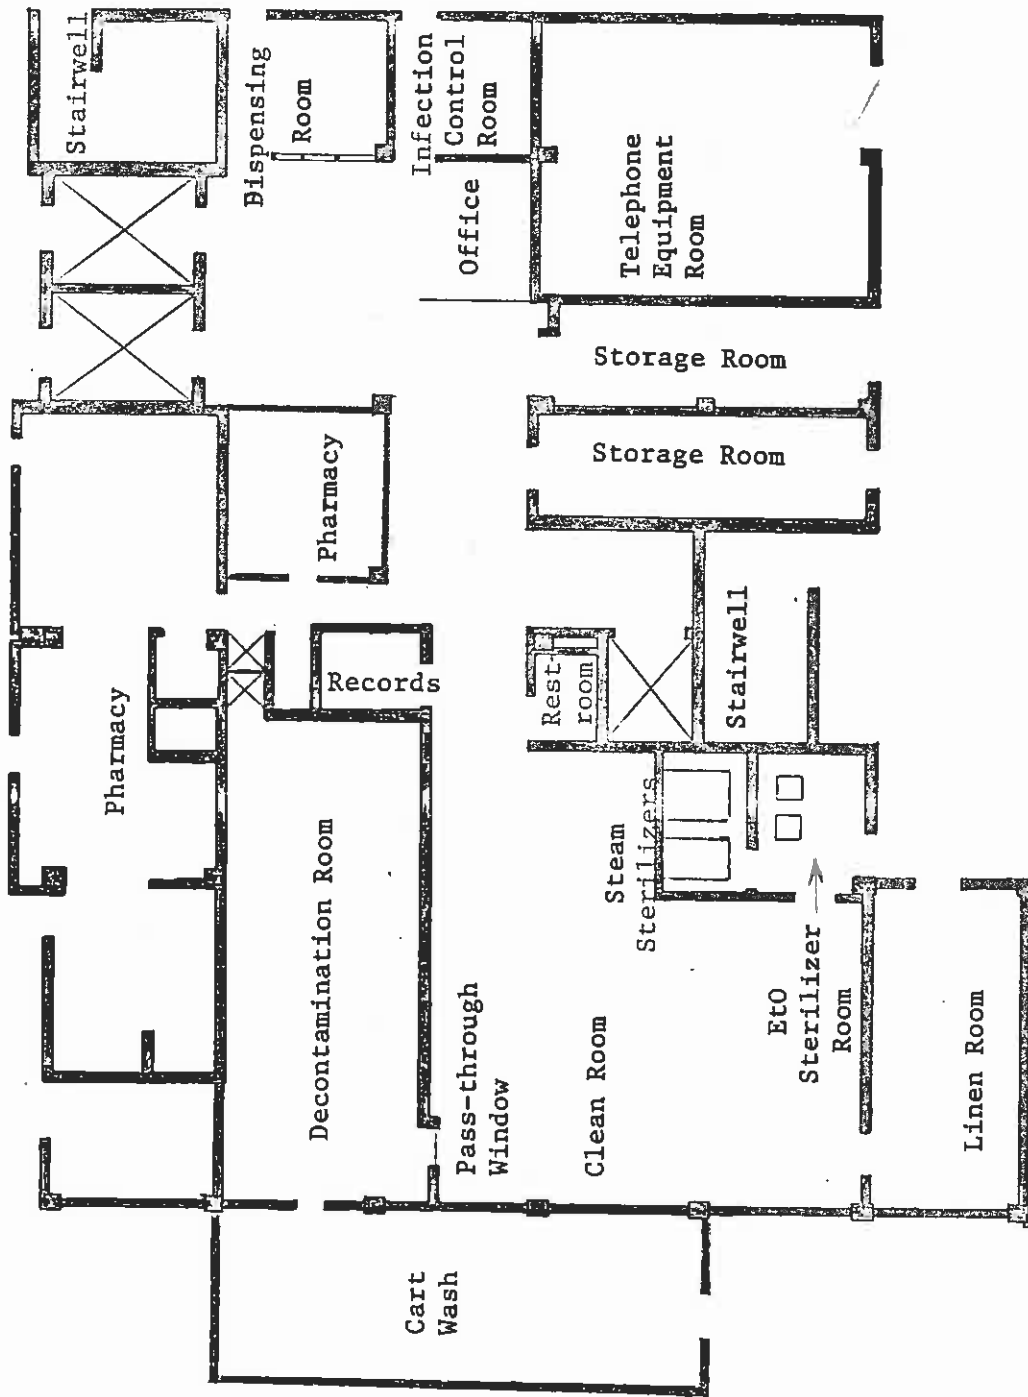 Stairwell
Dispensing
Room
Infection
Control
Room
Office
Telephone
Equipment
Room
Storage Room
Storage Room
Pharmacy
Pharmacy
Records
Rest-
room
Stairwell
Decontamination Room
Steam
Sterilizers
EtO
Sterilizer
Room
Pass-through
Window
Clean Room
Linen Room
Cart
Wash